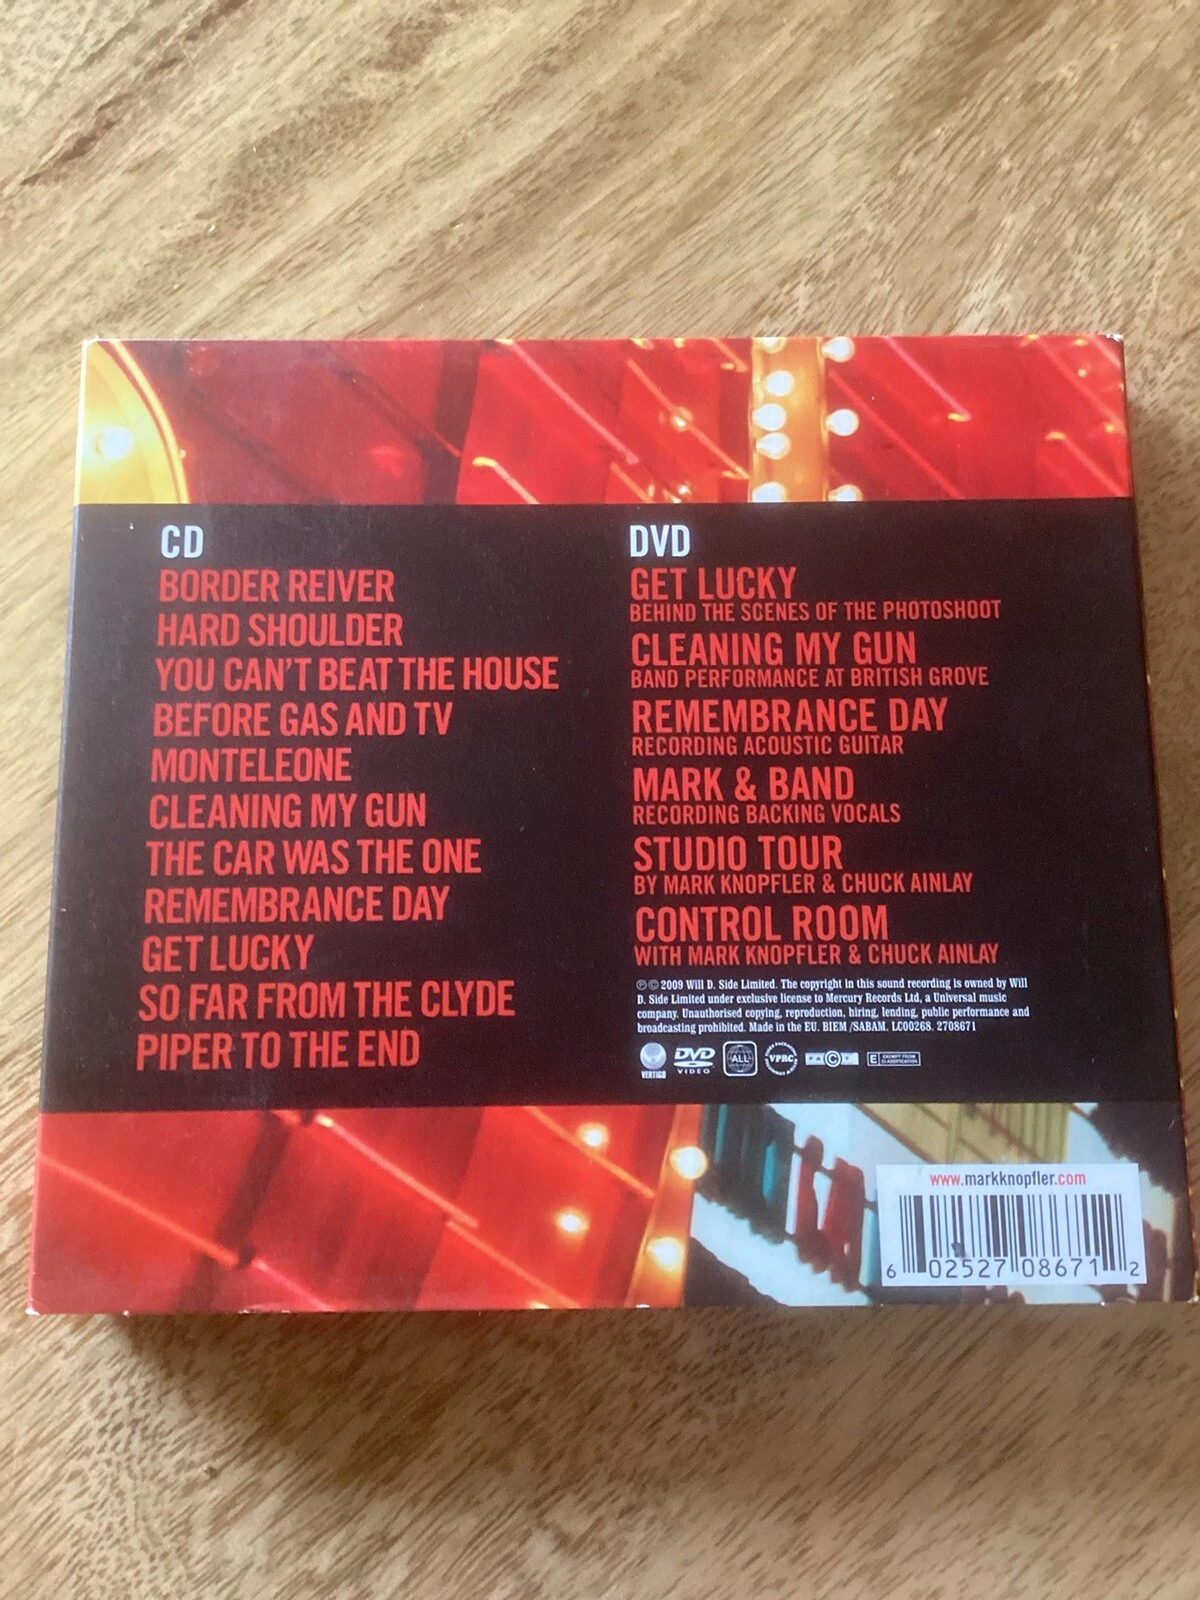 CD
BORDER REIVER
HARD SHOULDER
YOU CAN'T BEAT THE HOUSE
BEFORE GAS AND TV
MONTELEONE
CLEANING MY GUN
THE CAR WAS THE ONE
REMEMBRANCE DAY
GET LUCKY
SO FAR FROM THE CLYDE
PIPER TO THE END
DVD
GET LUCKY
BEHIND THE SCENES OF THE PHOTOSHOOT
CLEANING MY GUN
BAND PERFORMANCE AT BRITISH GROVE
REMEMBRANCE DAY
RECORDING ACOUSTIC GUITAR
MARK & BAND
RECORDING BACKING VOCALS
STUDIO TOUR
BY MARK KNOPFLER & CHUCK AINLAY
CONTROL ROOM
WITH MARK KNOPFLER & CHUCK AINLAY
℗© 2009 Will D. Side Limited. The copyright in this sound recording is owned by Will
D. Side Limited under exclusive license to Mercury Records Ltd, a Universal music
company. Unauthorised copying, reproduction, hiring, lending, public performance and
broadcasting prohibited. Made in the EU. BIEM /SABAM. LC00268. 2708671
VERTIGO
DVD
VIDEO
ALL
VPRC
E EXEMPT FROM
CLASSIFICATION
www.markknopfler.com
6 02527 08671 2